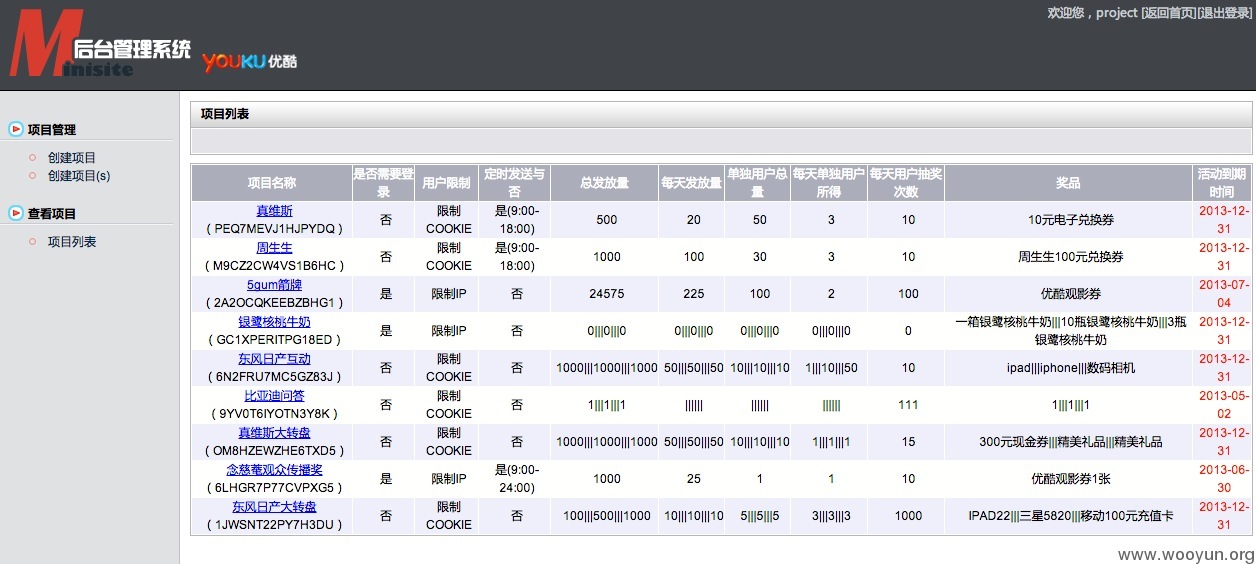 欢迎您，project [返回首页][退出登录]
Minisite 后台管理系统 YOUKU 优酷
项目管理
创建项目
创建项目(s)
查看项目
项目列表
项目列表
项目名称 是否需要登录 用户限制 定时发送与否 总发放量 每天发放量 单独用户总量 每天单独用户所得 每天用户抽奖次数 奖品 活动到期时间
真维斯 ( PEQ7MEVJ1HJPYDQ ) 否 限制COOKIE 是(9:00-18:00) 500 20 50 3 10 10元电子兑换券 2013-12-31
周生生 ( M9CZ2CW4VS1B6HC ) 否 限制COOKIE 是(9:00-18:00) 1000 100 30 3 10 周生生100元兑换券 2013-12-31
5gum箭牌 ( 2A2OCQKEEBZBHG1 ) 是 限制IP 否 24575 225 100 2 100 优酷观影券 2013-07-04
银鹭核桃牛奶 ( GC1XPERITPG18ED ) 是 限制IP 否 0|||0|||0 0|||0|||0 0|||0|||0 0|||0|||0 0 一箱银鹭核桃牛奶|||10瓶银鹭核桃牛奶|||3瓶银鹭核桃牛奶 2013-12-31
东风日产互动 ( 6N2FRU7MC5GZ83J ) 否 限制COOKIE 否 1000|||1000|||1000 50|||50|||50 10|||10|||10 1|||10|||50 10 ipad|||iphone|||数码相机 2013-12-31
比亚迪问答 ( 9YV0T6IYOTN3Y8K ) 否 限制COOKIE 否 1|||1|||1 |||||| |||||| |||||| 111 1|||1|||1 2013-05-02
真维斯大转盘 ( OM8HZEWZHE6TXD5 ) 否 限制COOKIE 否 1000|||1000|||1000 50|||50|||50 10|||10|||10 1|||1|||1 15 300元现金券|||精美礼品|||精美礼品 2013-12-31
念慈菴观众传播奖 ( 6LHGR7P77CVPXG5 ) 是 限制IP 是(9:00-24:00) 1000 25 1 1 10 优酷观影券1张 2013-06-30
东风日产大转盘 ( 1JWSNT22PY7H3DU ) 否 限制COOKIE 否 100|||500|||1000 10|||10|||10 5|||5|||5 3|||3|||3 1000 IPAD22|||三星5820|||移动100元充值卡 2013-12-31
www.wooyun.org